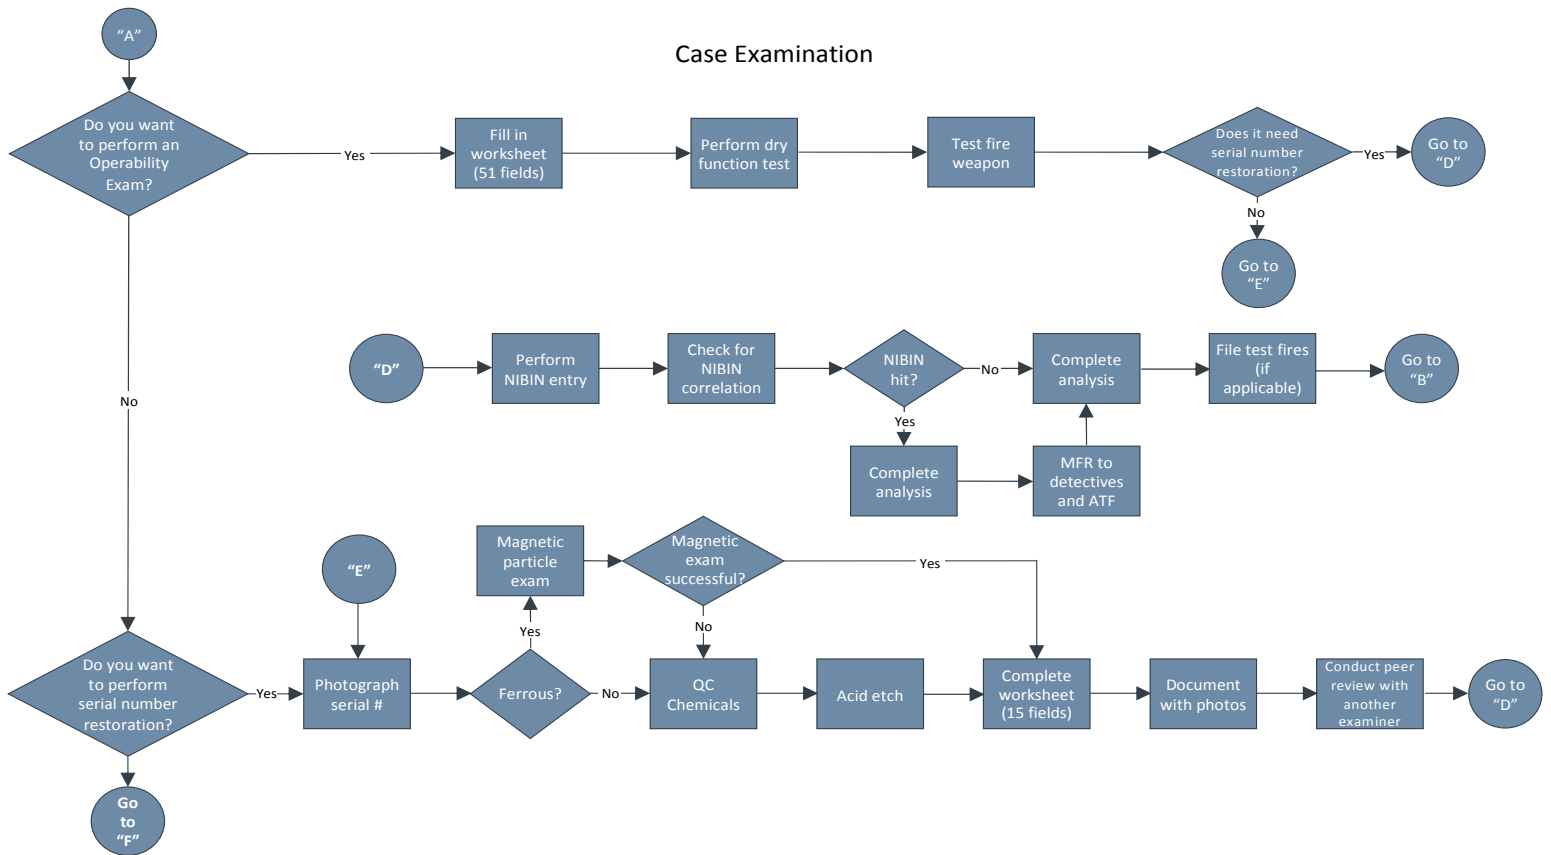 “A”
Case Examination
Do you want
to perform an
Operability
Exam?
Yes
Fill in
worksheet
(51 fields)
Perform dry
function test
Test fire
weapon
Does it need
serial number
restoration?
Yes
Go to
“D”
No
Go to
“E”
No
“D”
Perform
NIBIN entry
Check for
NIBIN
correlation
NIBIN
hit?
No
Complete
analysis
File test fires
(if
applicable)
Go to
“B”
Yes
Complete
analysis
MFR to
detectives
and ATF
“E”
Magnetic
particle
exam
Magnetic
exam
successful?
Yes
Yes
No
Do you want
to perform
serial number
restoration?
Yes
Photograph
serial #
Ferrous?
No
QC
Chemicals
Acid etch
Complete
worksheet
(15 fields)
Document
with photos
Conduct peer
review with
another
examiner
Go to
“D”
Go
to
“F”